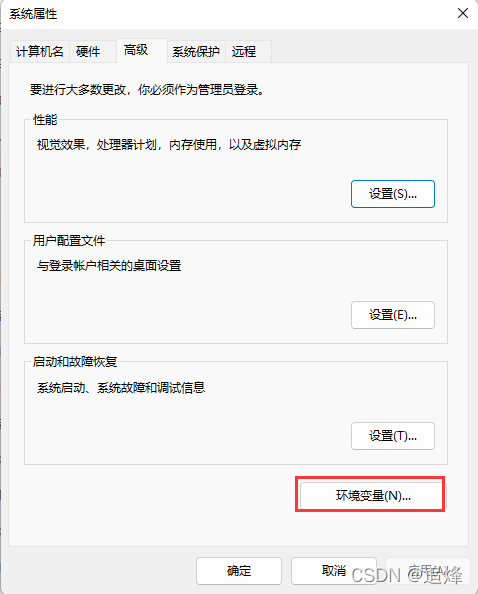 系统属性
计算机名 硬件 高级 系统保护 远程
要进行大多数更改，你必须作为管理员登录。
性能
视觉效果，处理器计划，内存使用，以及虚拟内存
设置(S)...
用户配置文件
与登录帐户相关的桌面设置
设置(E)...
启动和故障恢复
系统启动、系统故障和调试信息
设置(T)...
环境变量(N)...
确定 取消 应用(A)
CSDN @追烽